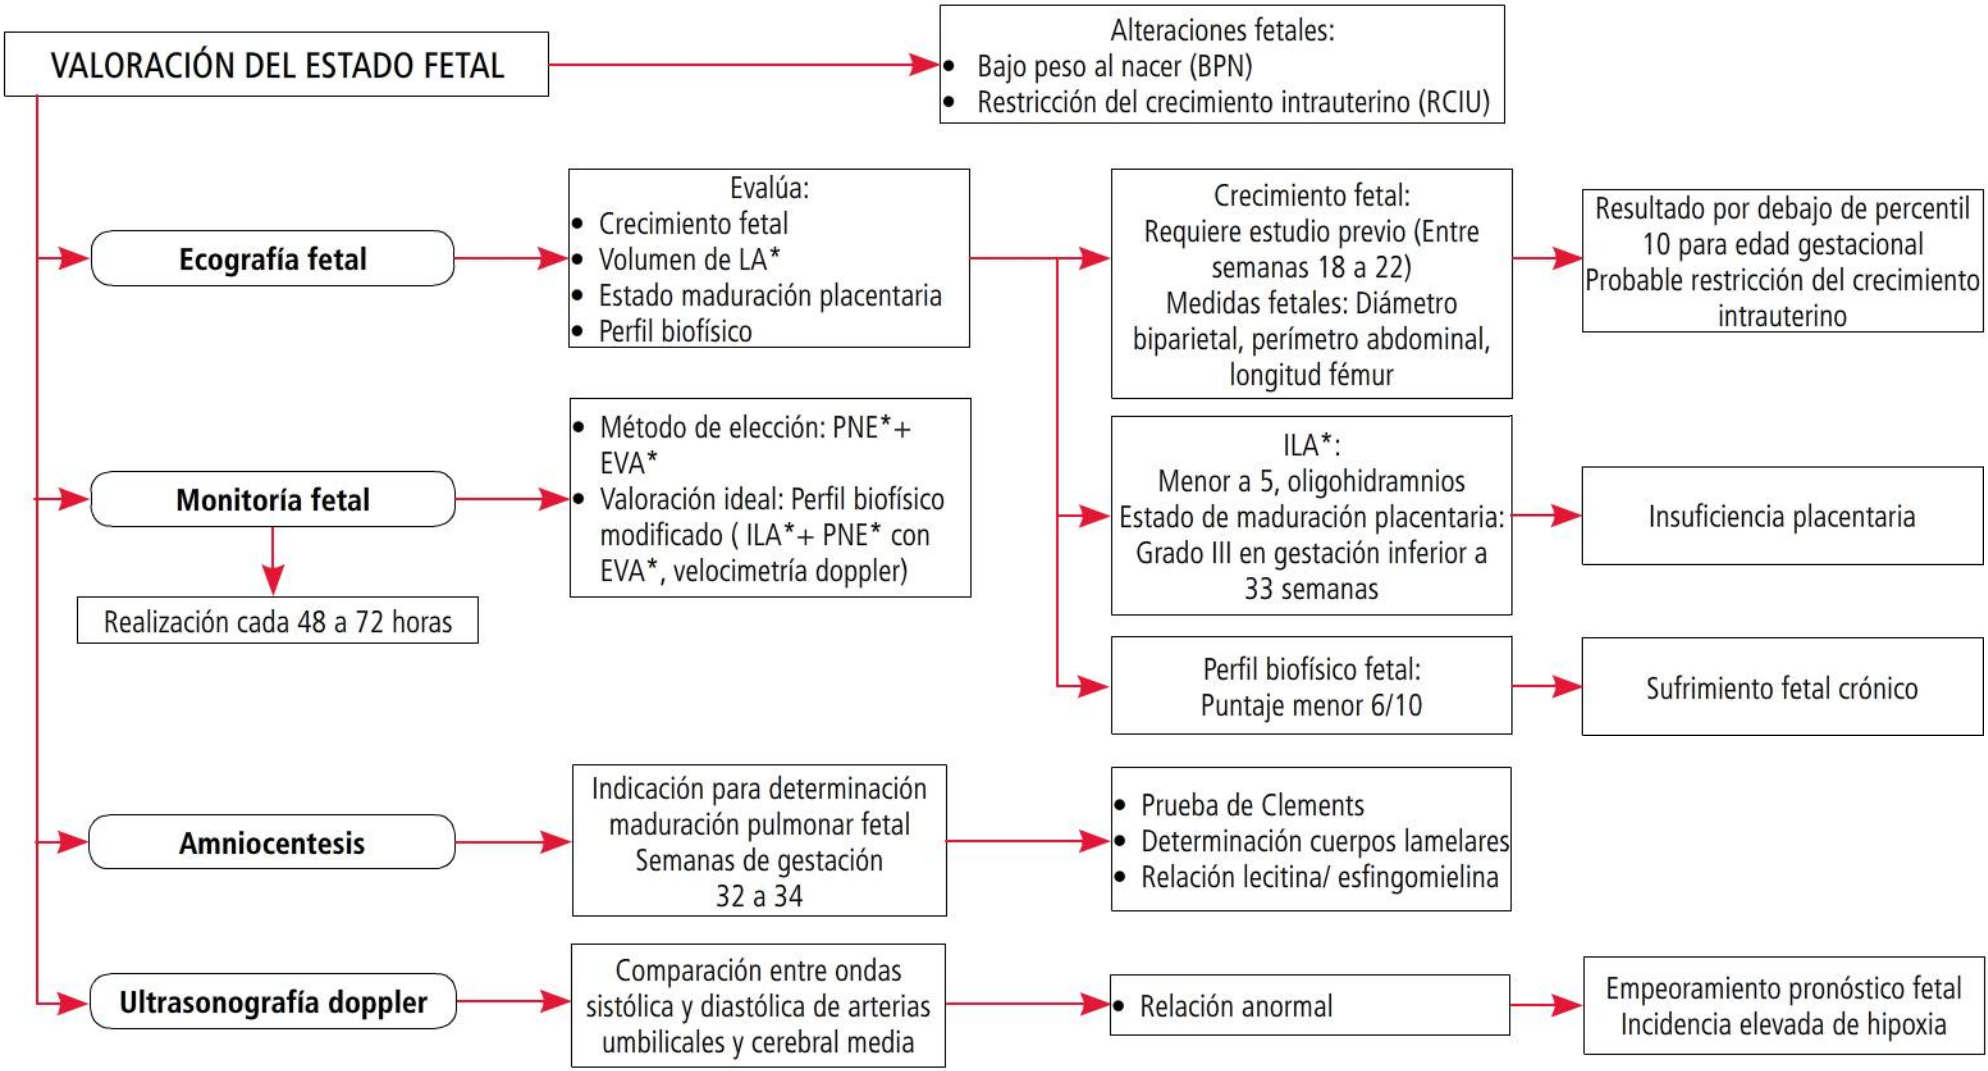 VALORACIÓN DEL ESTADO FETAL
Alteraciones fetales:
• Bajo peso al nacer (BPN)
• Restricción del crecimiento intrauterino (RCIU)
Ecografía fetal
Evalúa:
• Crecimiento fetal
• Volumen de LA*
• Estado maduración placentaria
• Perfil biofísico
Crecimiento fetal:
Requiere estudio previo (Entre
semanas 18 a 22)
Medidas fetales: Diámetro
biparietal, perímetro abdominal,
longitud fémur
Resultado por debajo de percentil
10 para edad gestacional
Probable restricción del crecimiento
intrauterino
ILA*:
Menor a 5, oligohidramnios
Estado de maduración placentaria:
Grado III en gestación inferior a
33 semanas
Insuficiencia placentaria
Perfil biofísico fetal:
Puntaje menor 6/10
Sufrimiento fetal crónico
Monitoría fetal
• Método de elección: PNE*+
EVA*
• Valoración ideal: Perfil biofísico
modificado ( ILA*+ PNE* con
EVA*, velocimetría doppler)
Realización cada 48 a 72 horas
Amniocentesis
Indicación para determinación
maduración pulmonar fetal
Semanas de gestación
32 a 34
• Prueba de Clements
• Determinación cuerpos lamelares
• Relación lecitina/ esfingomielina
Ultrasonografía doppler
Comparación entre ondas
sistólica y diastólica de arterias
umbilicales y cerebral media
• Relación anormal
Empeoramiento pronóstico fetal
Incidencia elevada de hipoxia